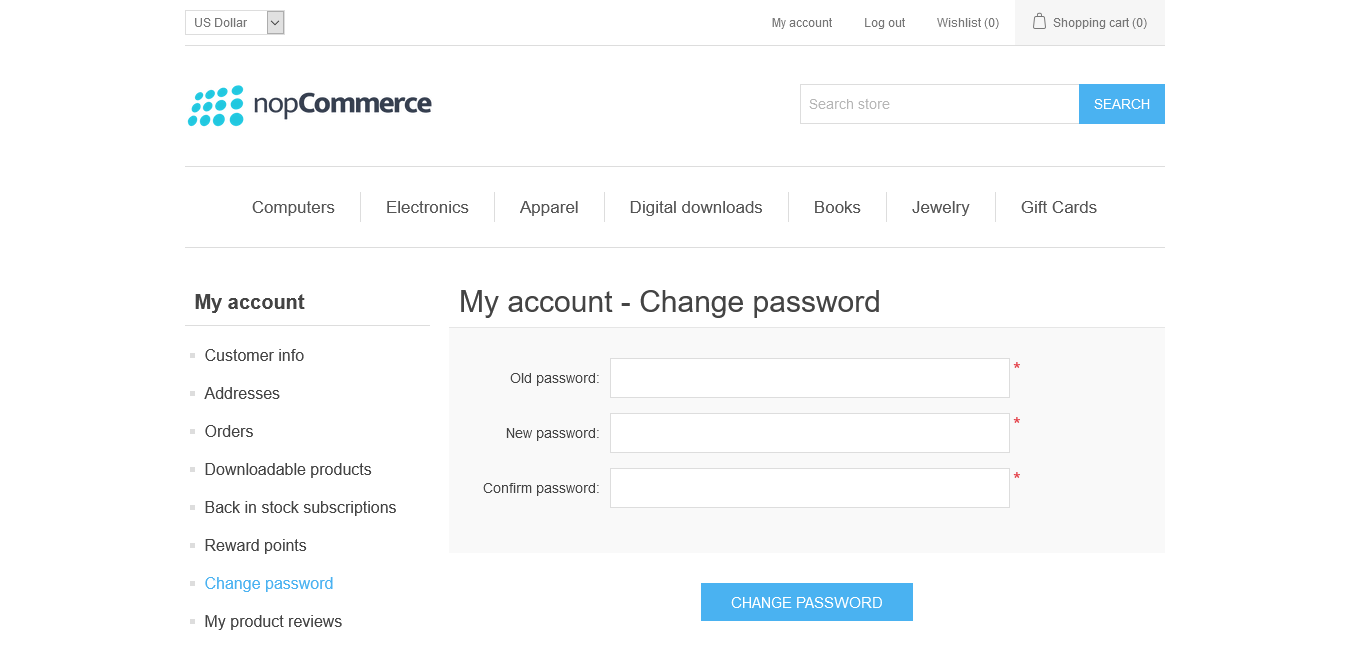 US Dollar My account Log out Wishlist (0) Shopping cart (0)
nopCommerce Search store SEARCH
Computers Electronics Apparel Digital downloads Books Jewelry Gift Cards
My account
Customer info
Addresses
Orders
Downloadable products
Back in stock subscriptions
Reward points
Change password
My product reviews
My account - Change password
Old password: *
New password: *
Confirm password: *
CHANGE PASSWORD